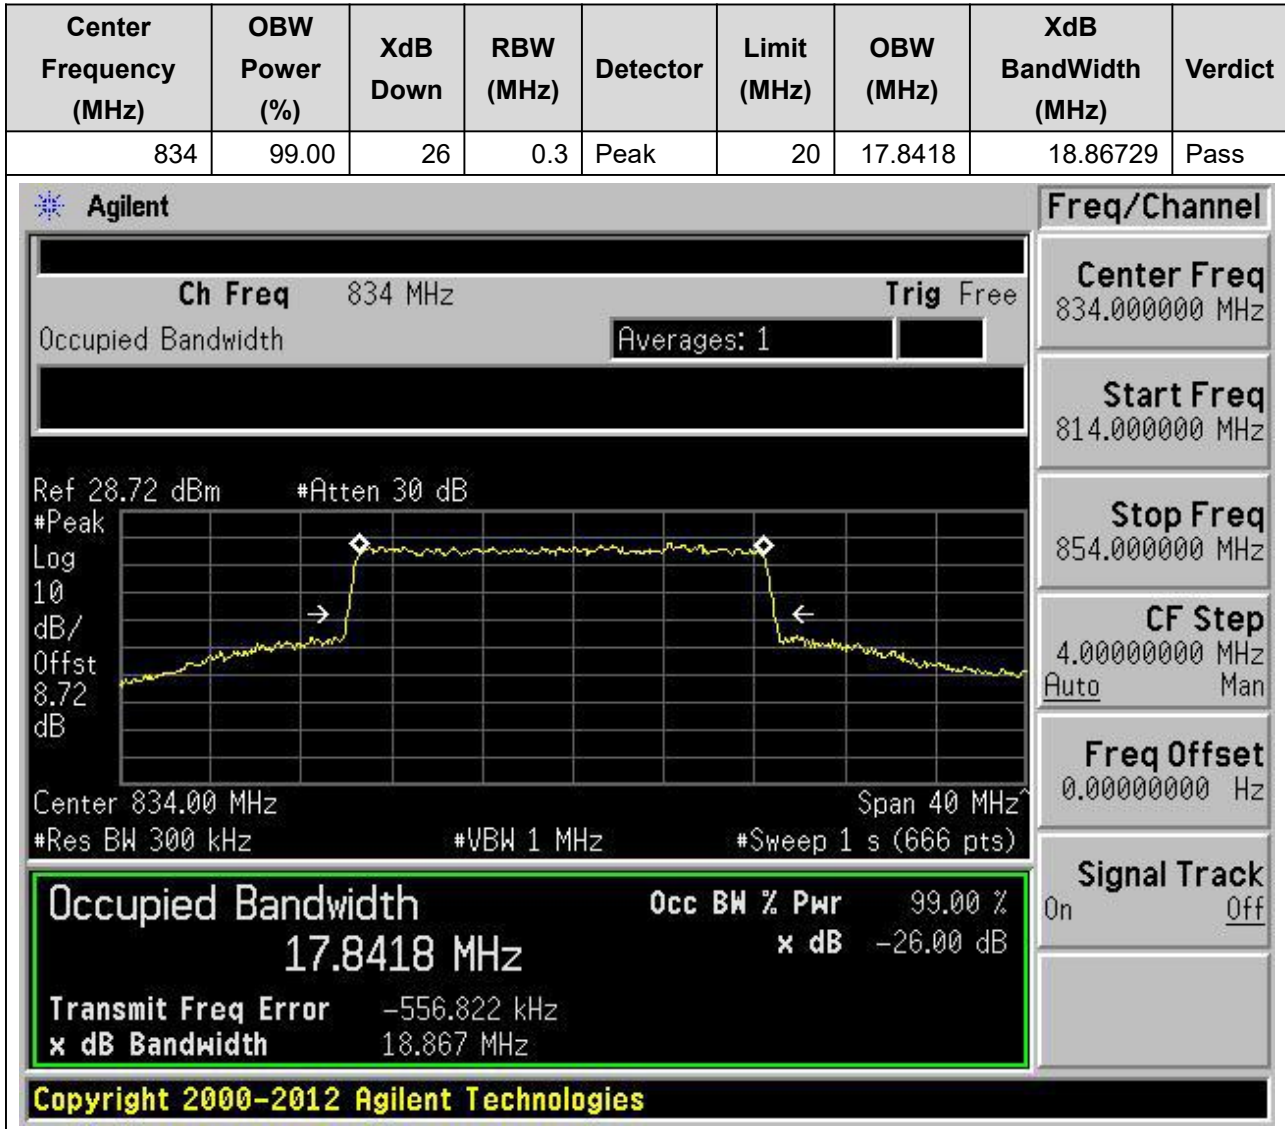 Center Frequency (MHz) OBW Power (%) XdB Down RBW (MHz) Detector Limit (MHz) OBW (MHz) XdB BandWidth (MHz) Verdict
834 99.00 26 0.3 Peak 20 17.8418 18.86729 Pass
Agilent
Ch Freq 834 MHz Trig Free
Occupied Bandwidth Averages: 1
Ref 28.72 dBm #Atten 30 dB
#Peak
Log
10
dB/
Offst
8.72
dB
Center 834.00 MHz Span 40 MHz^
#Res BW 300 kHz #VBW 1 MHz #Sweep 1 s (666 pts)
Occupied Bandwidth Occ BW % Pwr 99.00 %
17.8418 MHz x dB -26.00 dB
Transmit Freq Error -556.822 kHz
x dB Bandwidth 18.867 MHz
Copyright 2000-2012 Agilent Technologies
Freq/Channel
Center Freq
834.000000 MHz
Start Freq
814.000000 MHz
Stop Freq
854.000000 MHz
CF Step
4.00000000 MHz
Auto Man
Freq Offset
0.00000000 Hz
Signal Track
On Off